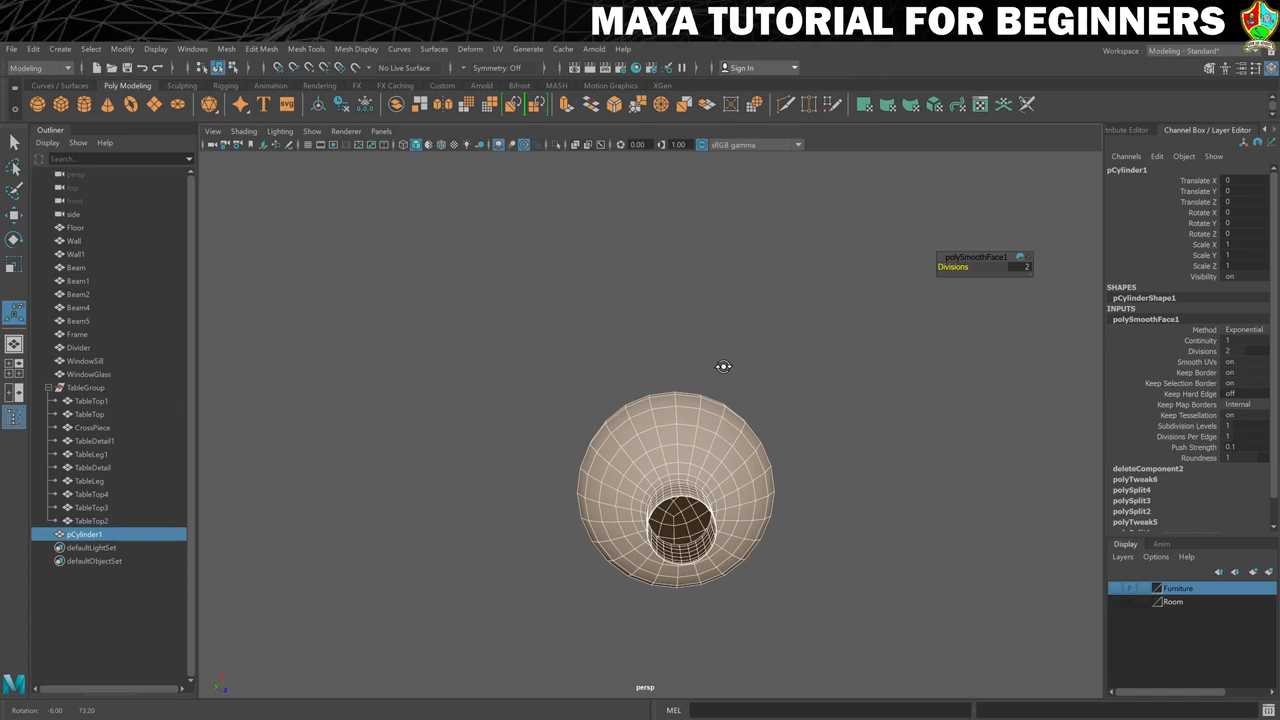 MAYA TUTORIAL FOR BEGINNERS
File Edit Create Select Modify Display Windows Mesh Edit Mesh Mesh Tools Mesh Display Curves Surfaces Deform UV Generate Cache Arnold Help
Workspace : Modeling - Standard*
Modeling
No Live Surface
Symmetry: Off
Sign In
Curves / Surfaces Poly Modeling Sculpting Rigging Animation Rendering FX FX Caching Custom Arnold Bifrost MASH Motion Graphics XGen
Outliner
Display Show Help
Search...
persp
top
front
side
Floor
Wall
Wall1
Beam
Beam1
Beam2
Beam4
Beam5
Frame
Divider
WindowSill
WindowGlass
TableGroup
TableTop1
TableTop
CrossPiece
TableDetail1
TableLeg1
TableDetail
TableLeg
TableTop4
TableTop3
TableTop2
pCylinder1
defaultLightSet
defaultObjectSet
View Shading Lighting Show Renderer Panels
0.00 1.00 sRGB gamma
polySmoothFace1
Divisions 2
persp
Channel Box / Layer Editor
Channels Edit Object Show
pCylinder1
Translate X 0
Translate Y 0
Translate Z 0
Rotate X 0
Rotate Y 0
Rotate Z 0
Scale X 1
Scale Y 1
Scale Z 1
Visibility on
SHAPES
pCylinderShape1
INPUTS
polySmoothFace1
Method Exponential
Continuity 1
Divisions 2
Smooth UVs on
Keep Border on
Keep Selection Border on
Keep Hard Edge off
Keep Map Borders Internal
Keep Tessellation on
Subdivision Levels 1
Divisions Per Edge 1
Push Strength 0.1
Roundness 1
deleteComponent2
polyTweak6
polySplit4
polySplit3
polySplit2
polyTweak5
Display Anim
Layers Options Help
Furniture
Room
Rotation: -6.00 73.20
MEL